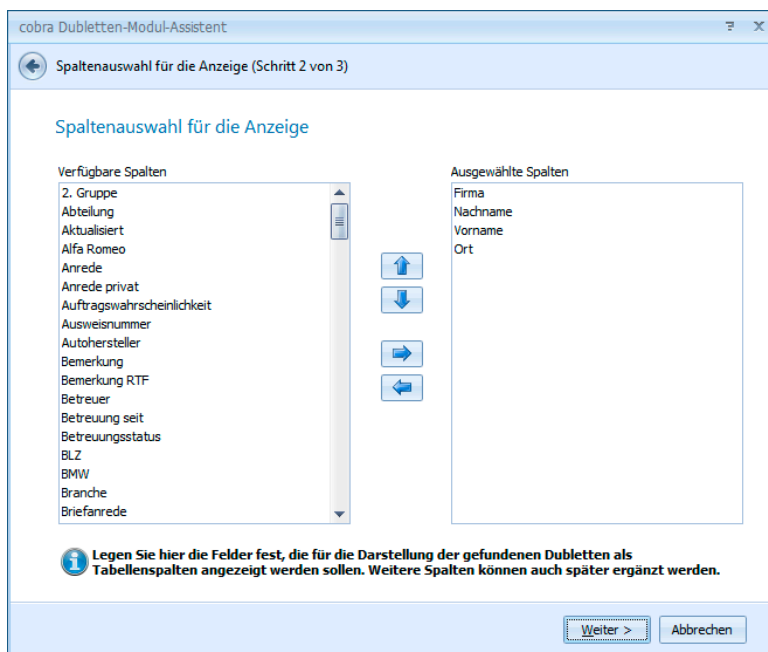 cobra Dubletten-Modul-Assistent
Spaltenauswahl für die Anzeige (Schritt 2 von 3)
Spaltenauswahl für die Anzeige
Verfügbare Spalten
2. Gruppe
Abteilung
Aktualisiert
Alfa Romeo
Anrede
Anrede privat
Auftragswahrscheinlichkeit
Ausweisnummer
Autohersteller
Bemerkung
Bemerkung RTF
Betreuer
Betreuung seit
Betreuungsstatus
BLZ
BMW
Branche
Briefanrede
Ausgewählte Spalten
Firma
Nachname
Vorname
Ort
Legen Sie hier die Felder fest, die für die Darstellung der gefundenen Dubletten als
Tabellenspalten angezeigt werden sollen. Weitere Spalten können auch später ergänzt werden.
Weiter >
Abbrechen